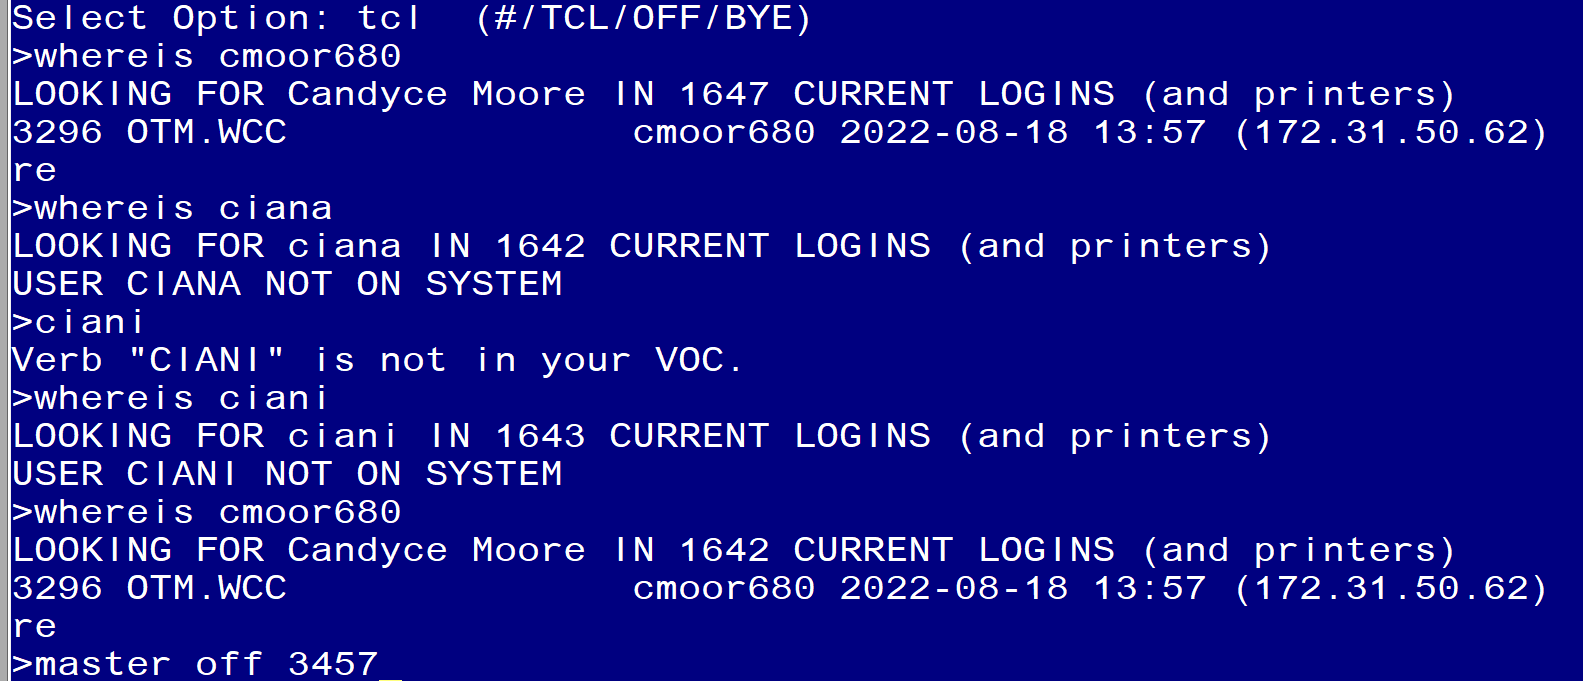 Select Option: tcl  (#/TCL/OFF/BYE)
>whereis cmoor680
LOOKING FOR Candyce Moore IN 1647 CURRENT LOGINS (and printers)
3296 OTM.WCC               cmoor680 2022-08-18 13:57 (172.31.50.62)
re
>whereis ciana
LOOKING FOR ciana IN 1642 CURRENT LOGINS (and printers)
USER CIANA NOT ON SYSTEM
>ciani
Verb "CIANI" is not in your VOC.
>whereis ciani
LOOKING FOR ciani IN 1643 CURRENT LOGINS (and printers)
USER CIANI NOT ON SYSTEM
>whereis cmoor680
LOOKING FOR Candyce Moore IN 1642 CURRENT LOGINS (and printers)
3296 OTM.WCC               cmoor680 2022-08-18 13:57 (172.31.50.62)
re
>master off 3457